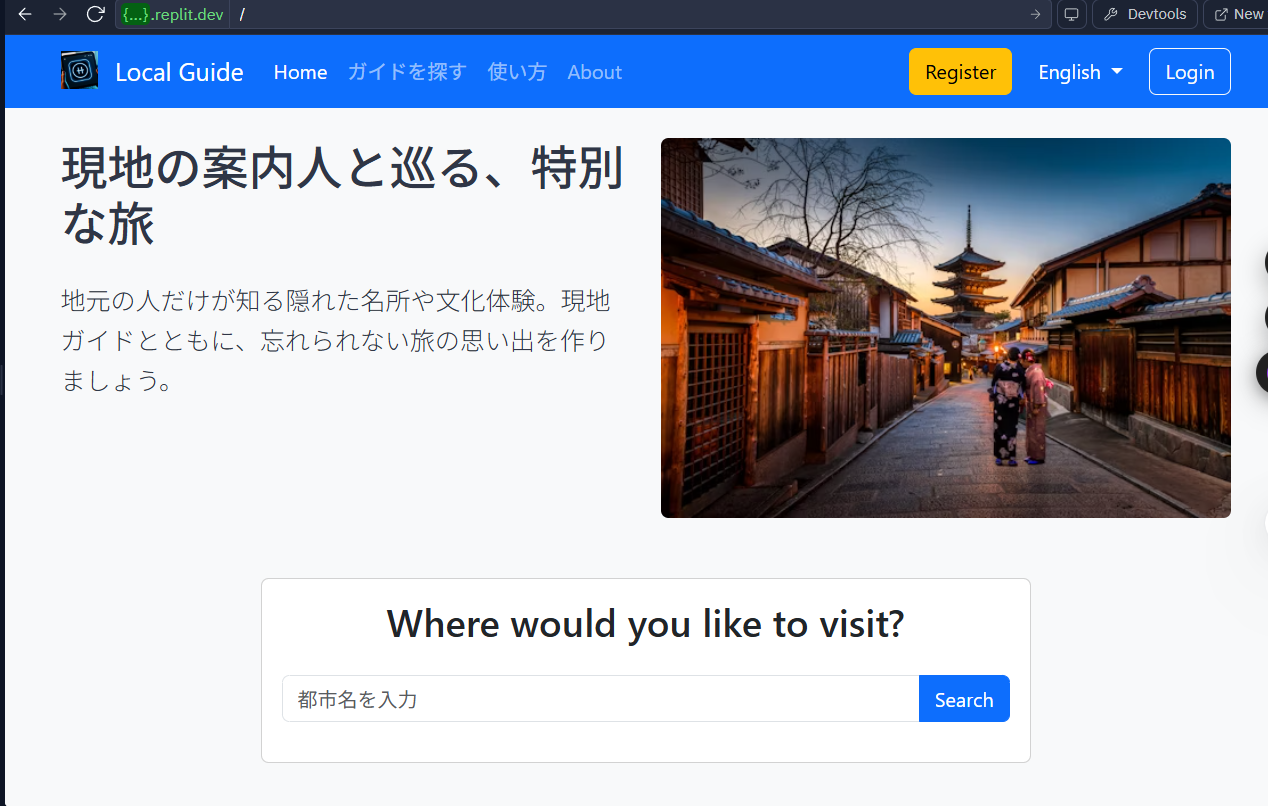 {...}.replit.dev /
Devtools
New
Local Guide Home ガイドを探す 使い方 About Register English Login
現地の案内人と巡る、特別
な旅
地元の人だけが知る隠れた名所や文化体験。現地
ガイドとともに、忘れられない旅の思い出を作り
ましょう。
Where would you like to visit?
都市名を入力 Search